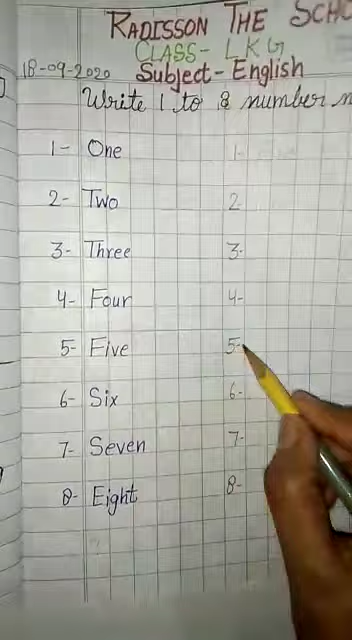 RADISSON THE SCHO
CLASS- LKG
18-09-2020 Subject- English
Write 1 to 8 number n
1- One 1-
2- Two 2-
3- Three 3-
4- Four 4-
5- Five 5-
6- Six 6-
7- Seven 7-
8- Eight 8-